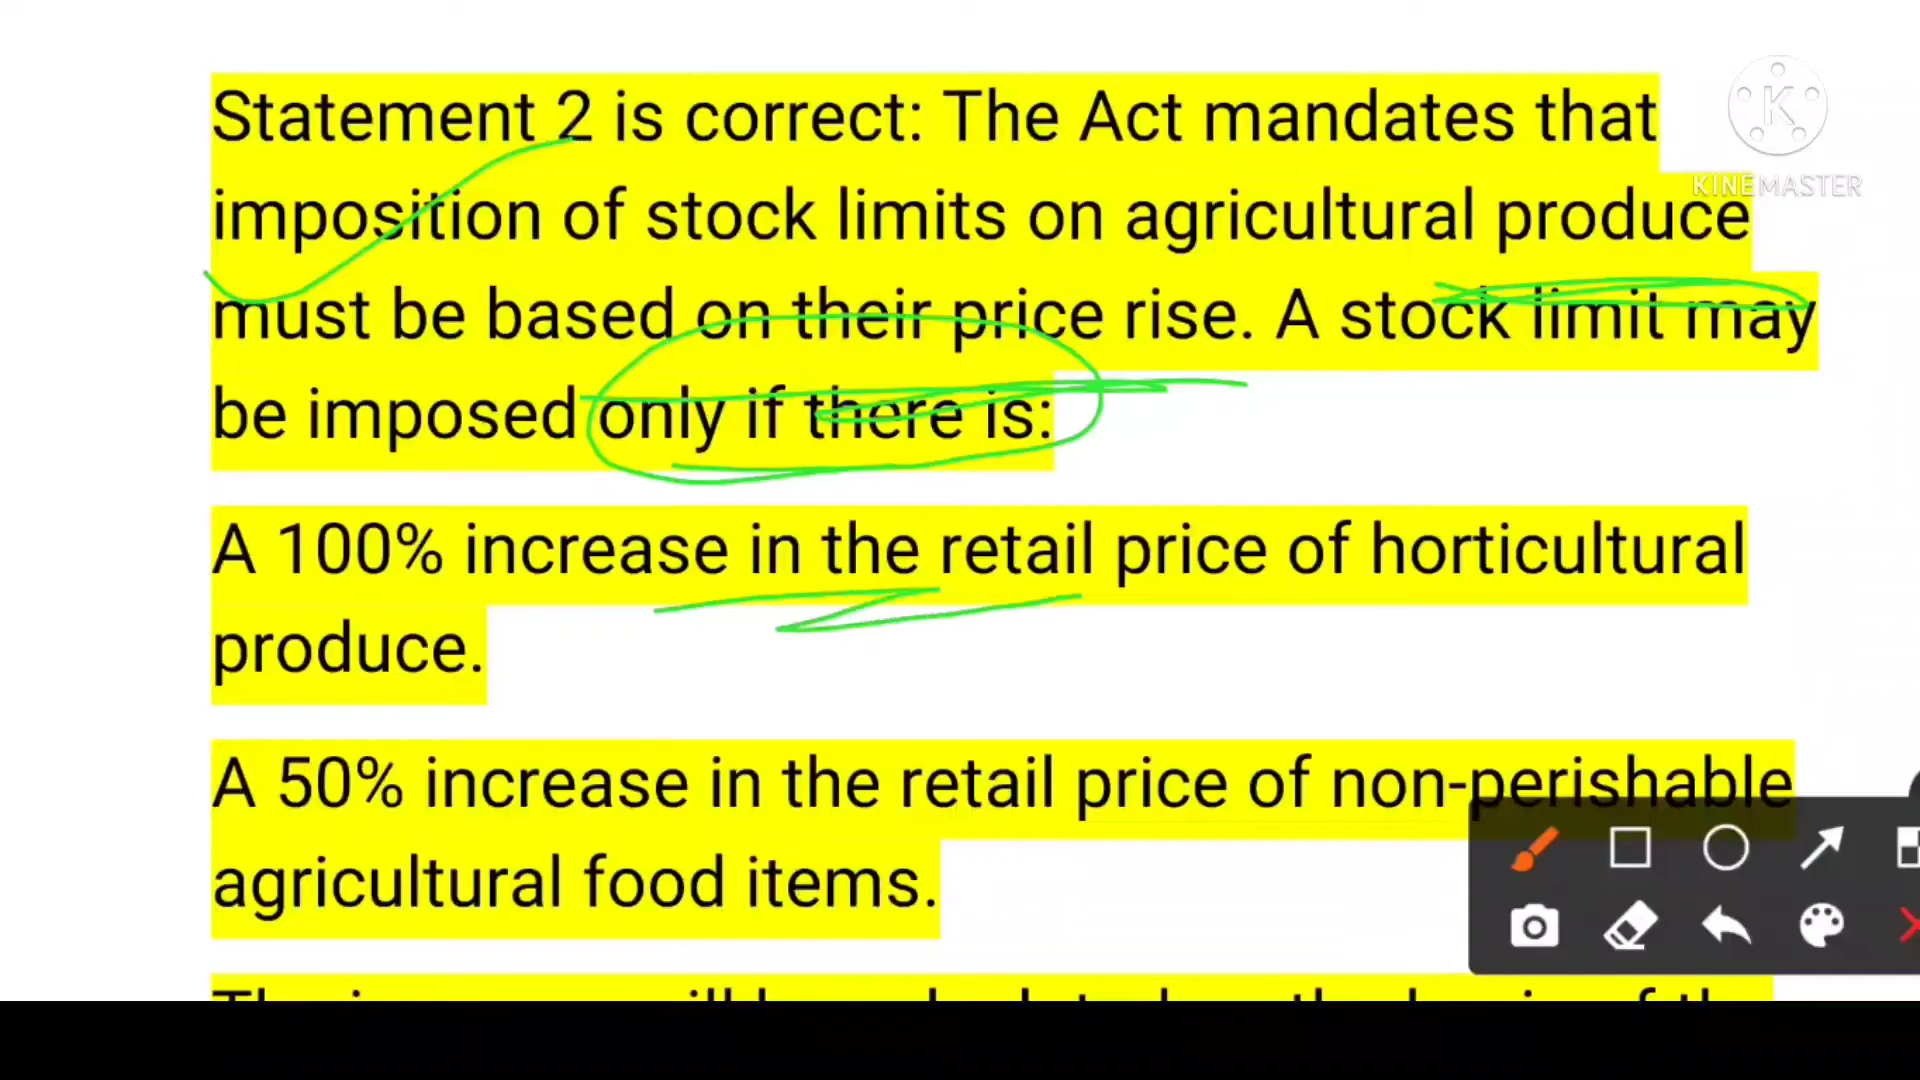 Statement 2 is correct: The Act mandates that
imposition of stock limits on agricultural produce
must be based on their price rise. A stock limit may
be imposed only if there is:
A 100% increase in the retail price of horticultural
produce.
A 50% increase in the retail price of non-perishable
agricultural food items.
K
KINEMASTER